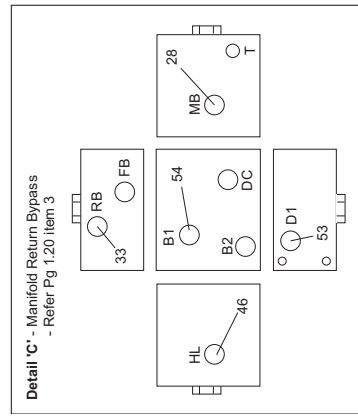 Detail 'C' - Manifold Return Bypass
- Refer Pg 1.20 item 3
RB
FB
33
HL
46
B1
54
B2
DC
28
MB
T
D1
53